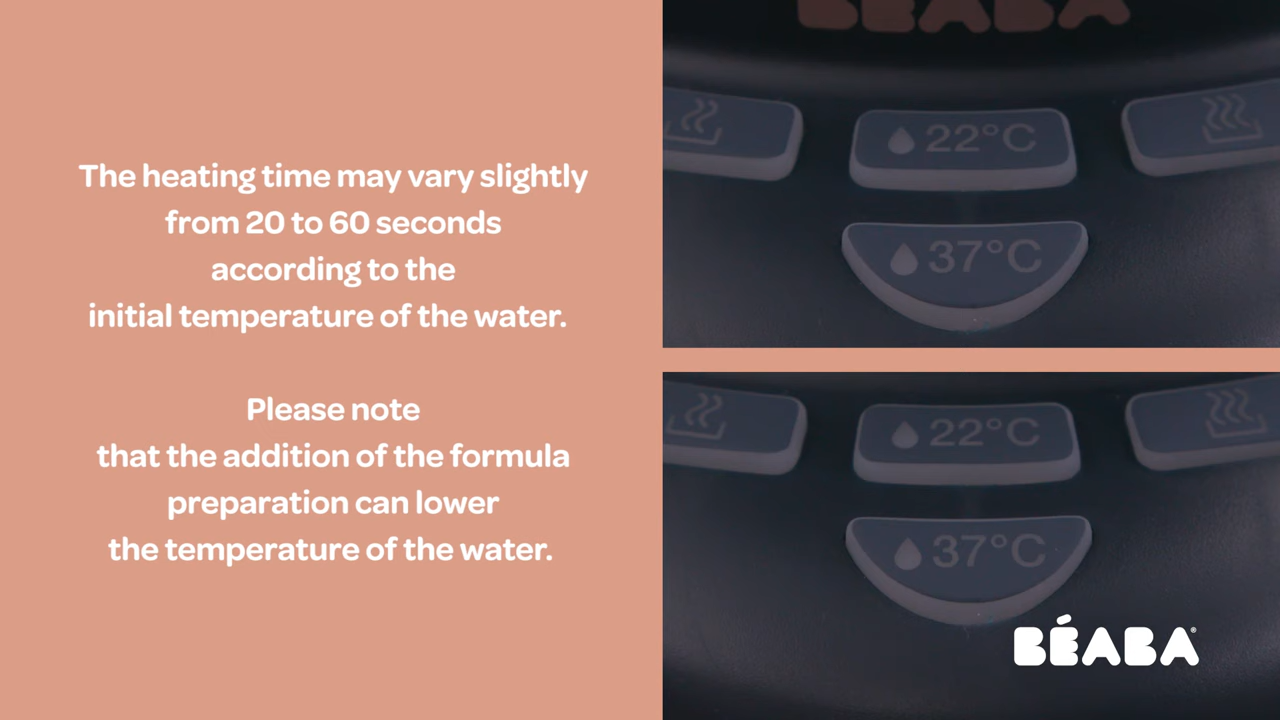 The heating time may vary slightly
from 20 to 60 seconds
according to the
initial temperature of the water.
Please note
that the addition of the formula
preparation can lower
the temperature of the water.
BÉABA
22°C
37°C
22°C
37°C
BÉABA®